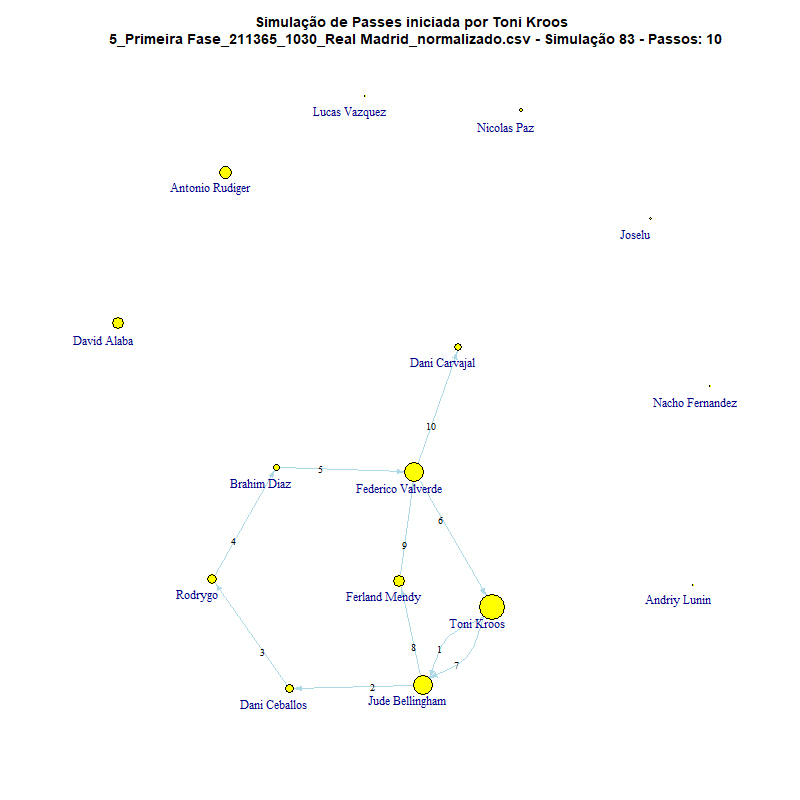 Simulação de Passes iniciada por Toni Kroos
5_Primeira Fase_211365_1030_Real Madrid_normalizado.csv - Simulação 83 - Passos: 10
Lucas Vazquez
Nicolas Paz
Antonio Rudiger
Joselu
David Alaba
Dani Carvajal
Nacho Fernandez
10
5
Brahim Diaz
Federico Valverde
6
4
9
Rodrygo
Ferland Mendy
Andriy Lunin
Toni Kroos
8
1
3
7
2
Dani Ceballos
Jude Bellingham